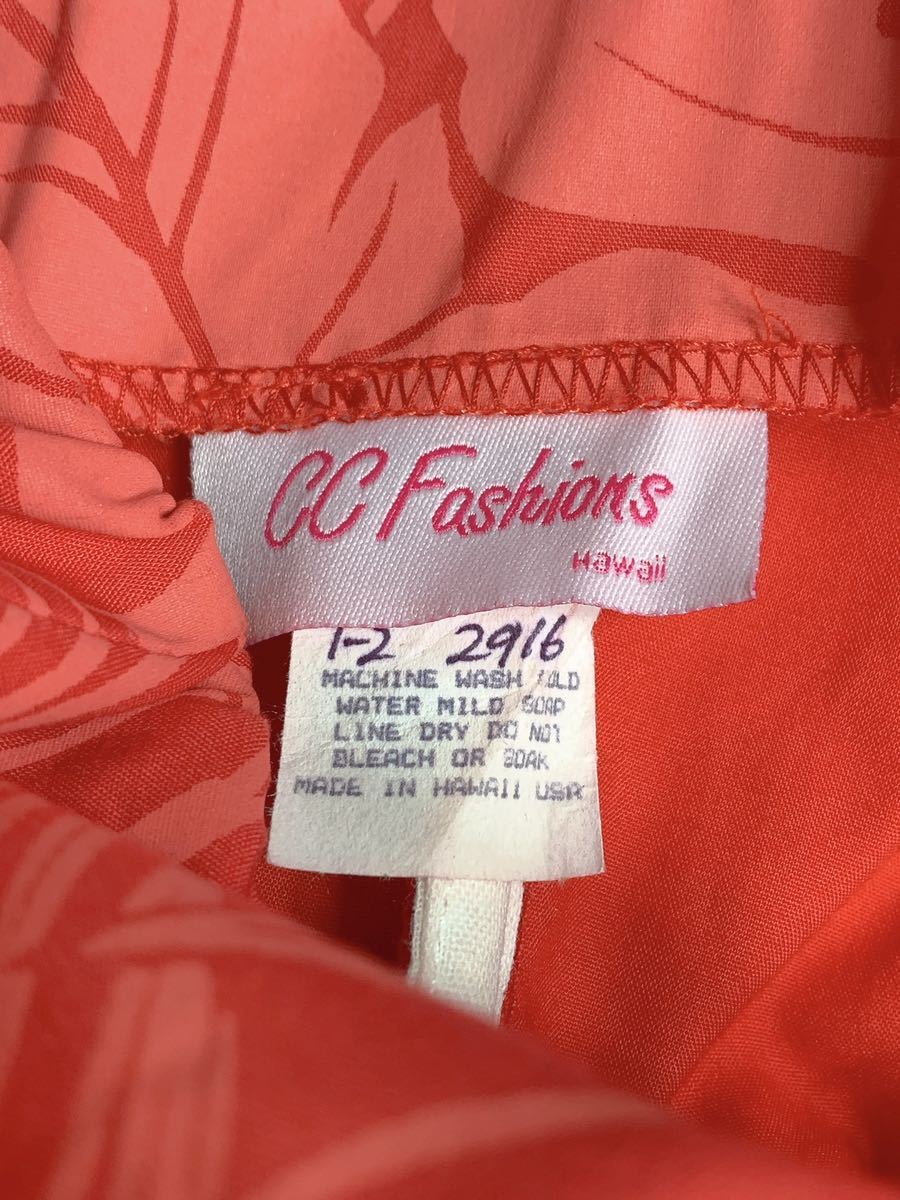 CC Fashions
Hawaii
1-2 2916
MACHINE WASH COLD
WATER MILD SOAP
LINE DRY DO NOT
BLEACH OR SOAK
MADE IN HAWAII USA